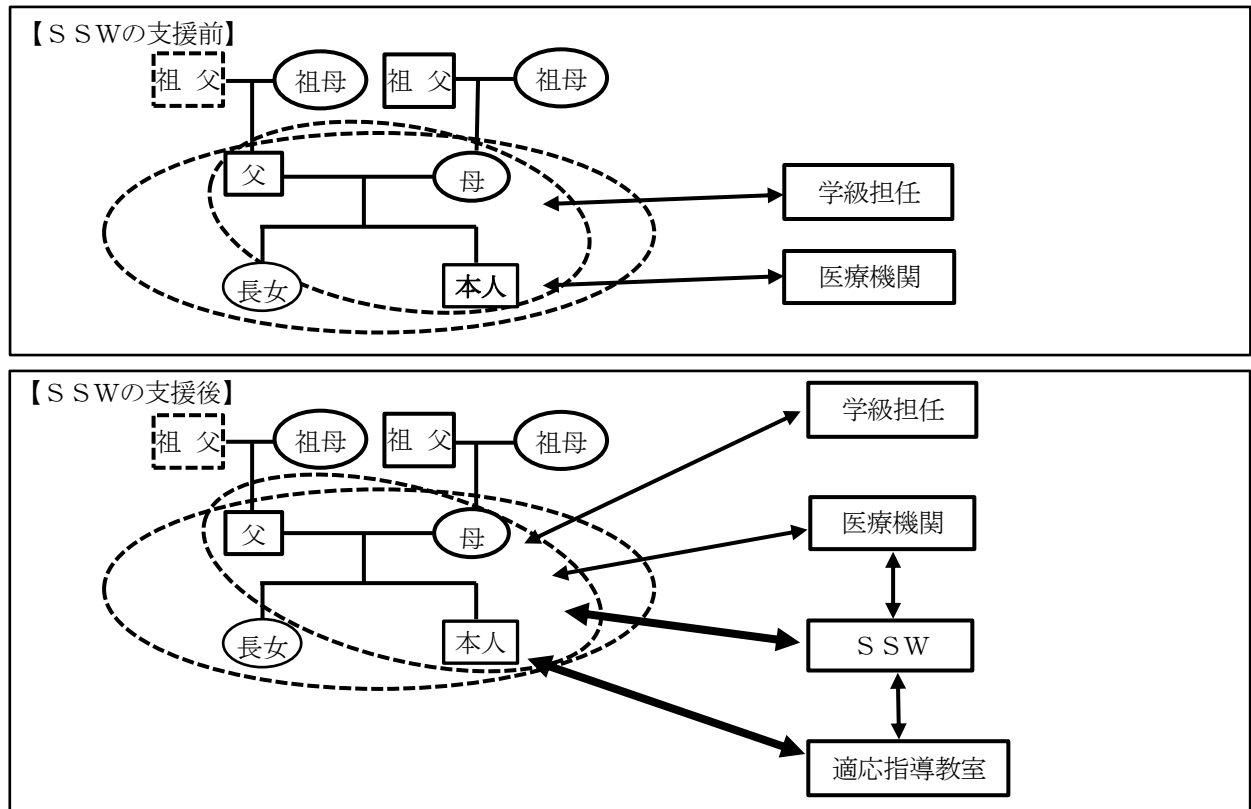 【ＳＳＷの支援前】
祖 父
祖母
祖 父
祖母
父
母
学級担任
長女
本人
医療機関
【ＳＳＷの支援後】
祖 父
祖母
祖 父
祖母
学級担任
父
母
医療機関
長女
本人
ＳＳＷ
適応指導教室